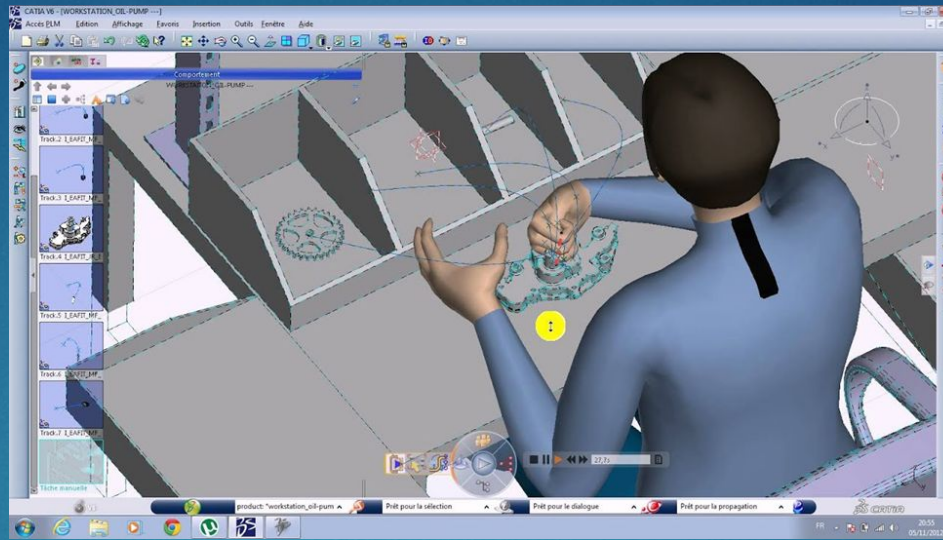 CATIA V6 - [WORKSTATION_OIL-PUMP ---]
Accès PLM Edition Affichage Favoris Insertion Outils Fenêtre Aide
Comportement
WORKSTATION_OIL-PUMP ---
Track.2
Track.3
Track.4
Track.5
Track.6
Track.7
Tâche manuelle
27,7s
product: "workstation_oil-pum
Prêt pour la sélection
Prêt pour le dialogue
Prêt pour la propagation
CATIA
FR
20:55